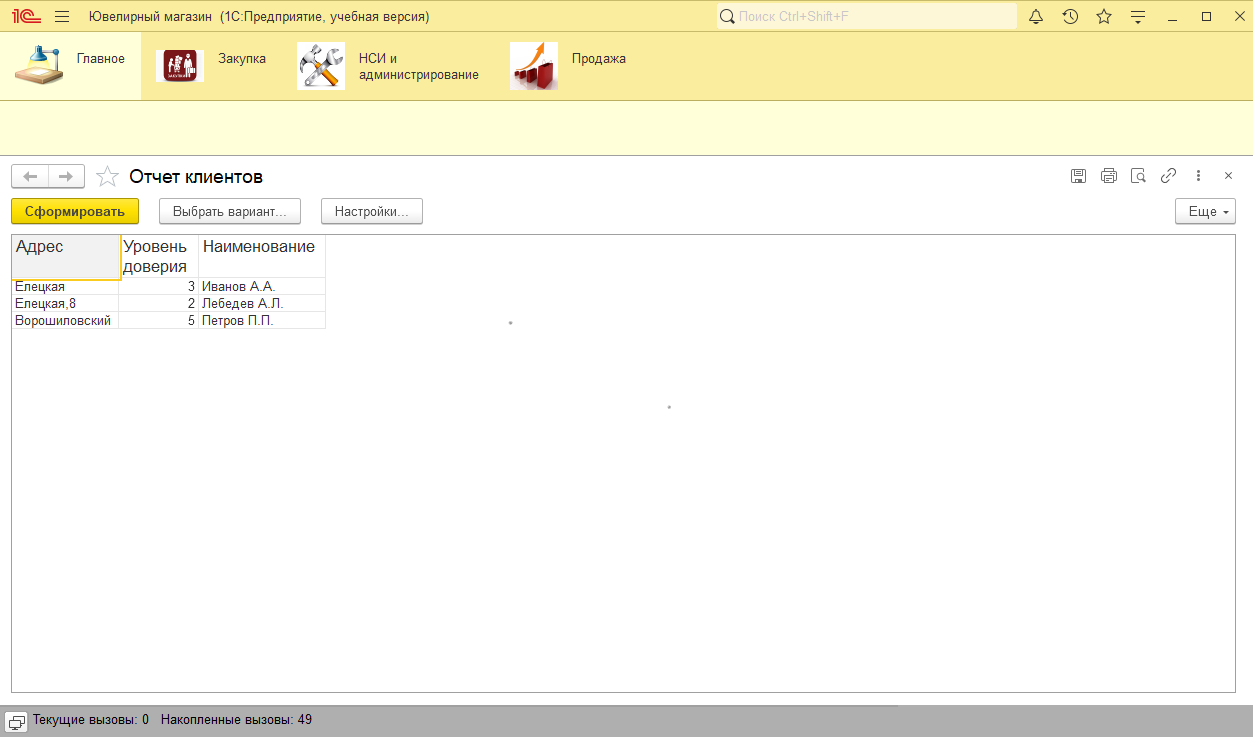 1С Ювелирный магазин (1С:Предприятие, учебная версия) Поиск Ctrl+Shift+F
Главное
Закупка
НСИ и
администрирование
Продажа
Отчет клиентов
Сформировать Выбрать вариант... Настройки... Еще
Адрес Уровень доверия Наименование
Елецкая 3 Иванов А.А.
Елецкая,8 2 Лебедев А.Л.
Ворошиловский 5 Петров П.П.
Текущие вызовы: 0 Накопленные вызовы: 49